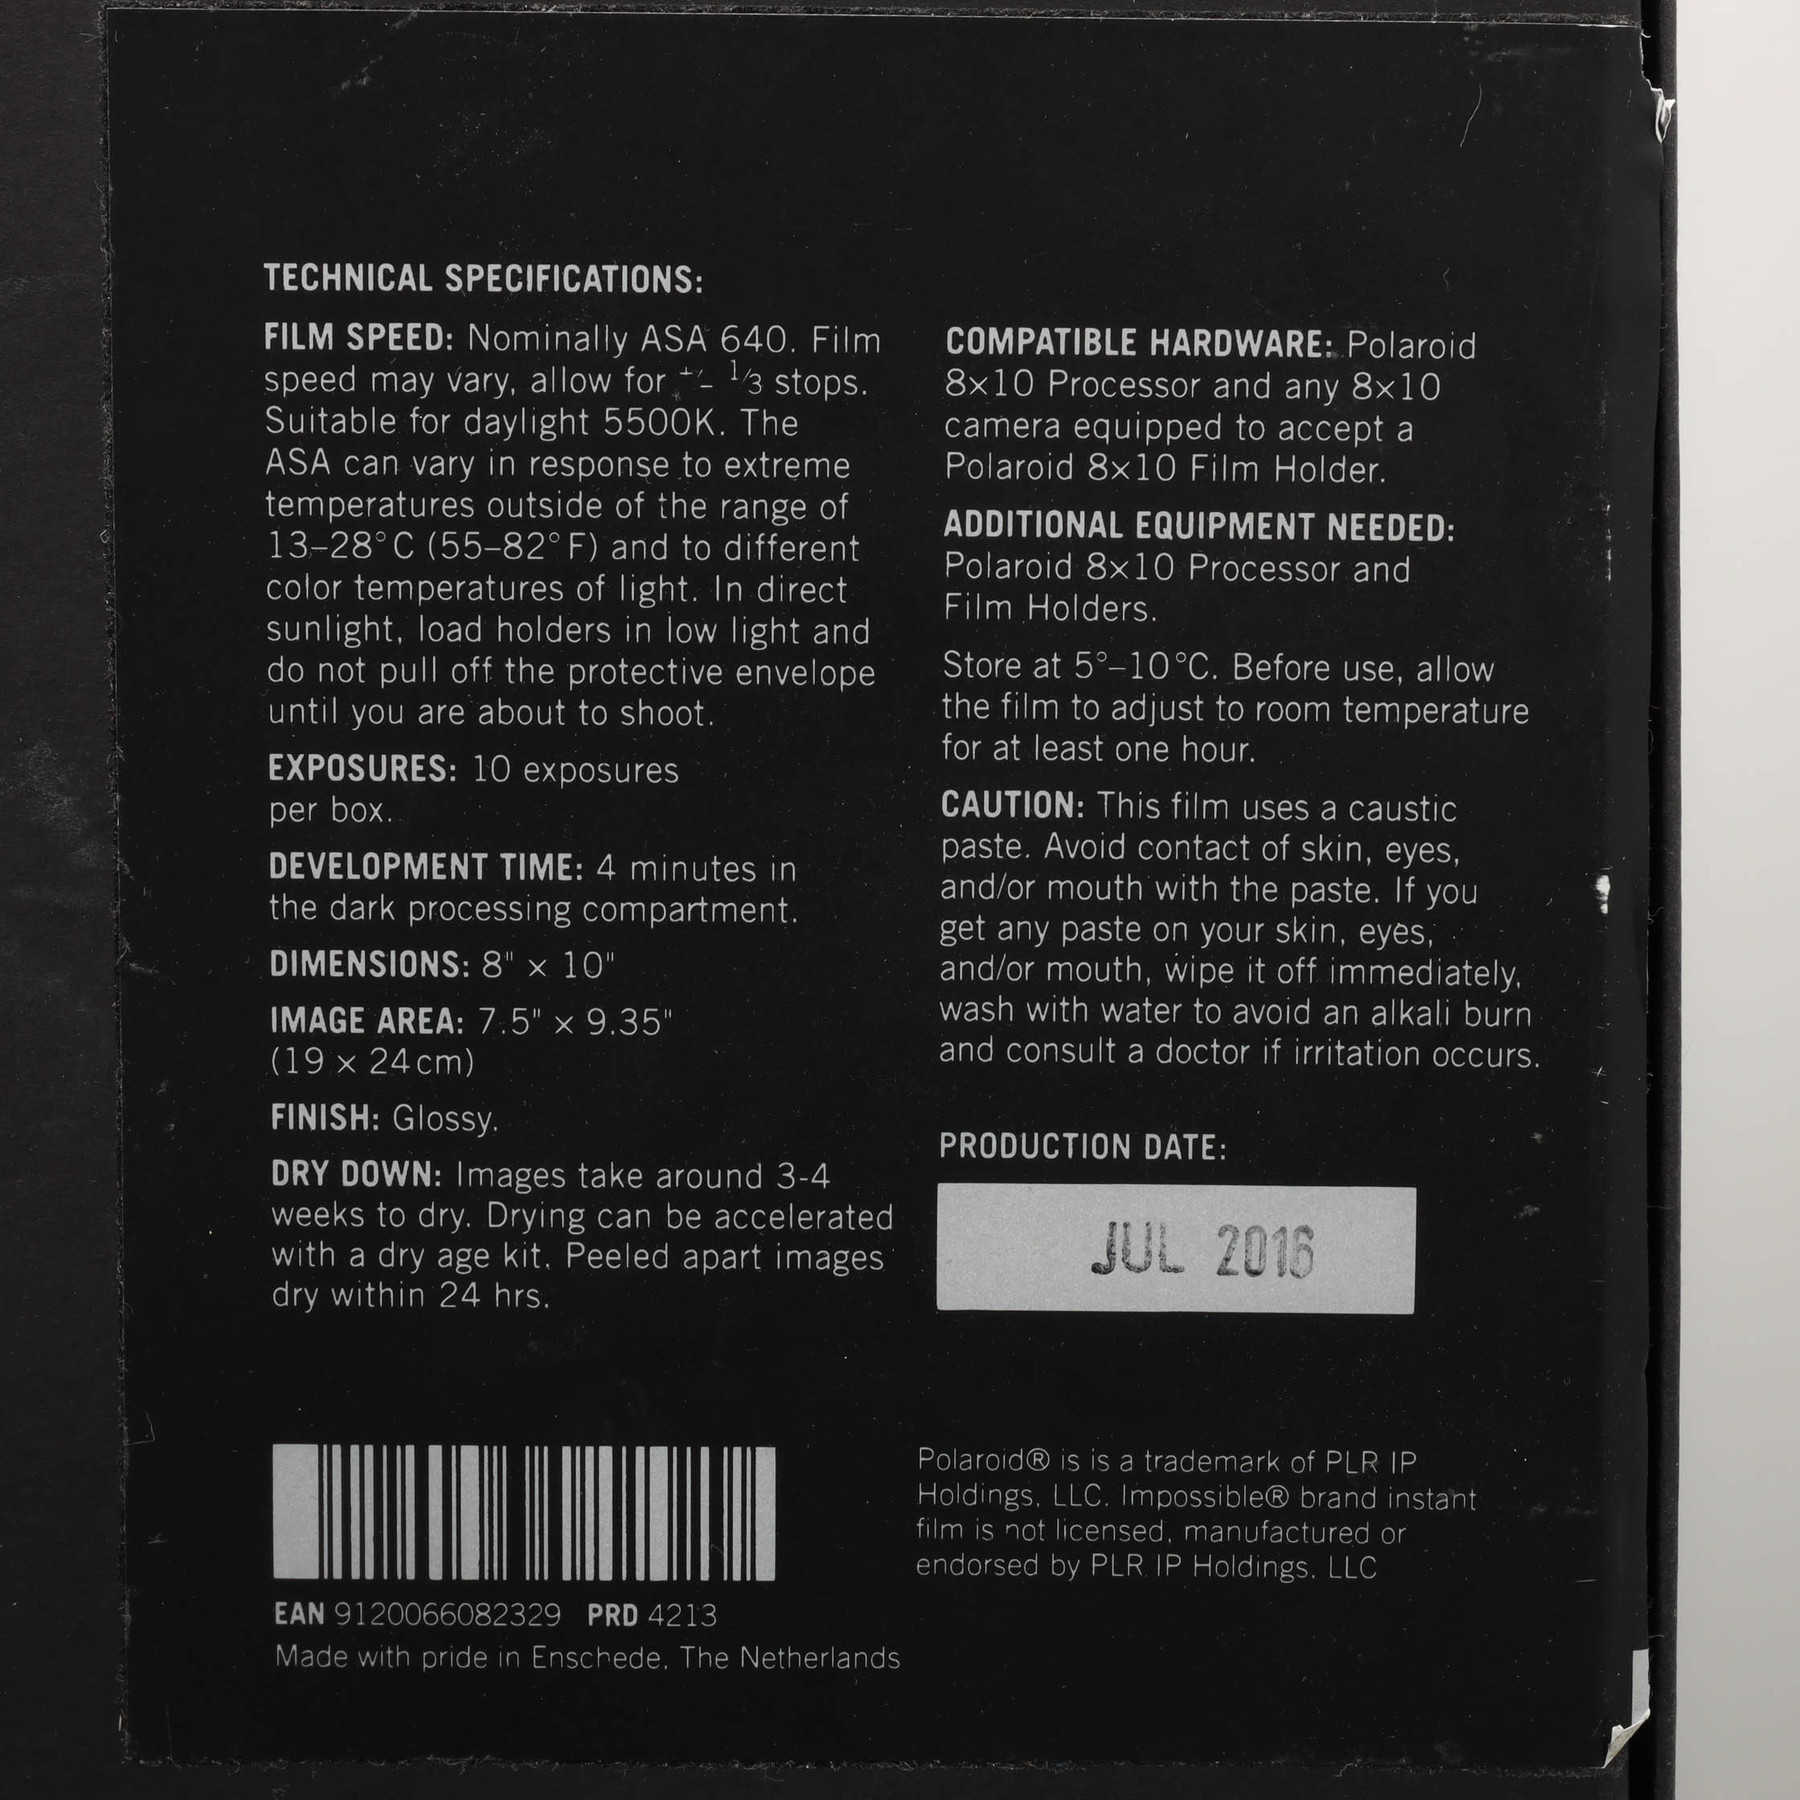 TECHNICAL SPECIFICATIONS:
FILM SPEED: Nominally ASA 640. Film
speed may vary, allow for +/– 1/3 stops.
Suitable for daylight 5500K. The
ASA can vary in response to extreme
temperatures outside of the range of
13–28°C (55–82°F) and to different
color temperatures of light. In direct
sunlight, load holders in low light and
do not pull off the protective envelope
until you are about to shoot.
EXPOSURES: 10 exposures
per box.
DEVELOPMENT TIME: 4 minutes in
the dark processing compartment.
DIMENSIONS: 8" × 10"
IMAGE AREA: 7.5" × 9.35"
(19 × 24cm)
FINISH: Glossy.
DRY DOWN: Images take around 3-4
weeks to dry. Drying can be accelerated
with a dry age kit. Peeled apart images
dry within 24 hrs.
COMPATIBLE HARDWARE: Polaroid
8×10 Processor and any 8×10
camera equipped to accept a
Polaroid 8×10 Film Holder.
ADDITIONAL EQUIPMENT NEEDED:
Polaroid 8×10 Processor and
Film Holders.
Store at 5°–10°C. Before use, allow
the film to adjust to room temperature
for at least one hour.
CAUTION: This film uses a caustic
paste. Avoid contact of skin, eyes,
and/or mouth with the paste. If you
get any paste on your skin, eyes,
and/or mouth, wipe it off immediately,
wash with water to avoid an alkali burn
and consult a doctor if irritation occurs.
PRODUCTION DATE:
JUL 2016
EAN 9120066082329 PRD 4213
Made with pride in Enschede, The Netherlands
Polaroid® is is a trademark of PLR IP
Holdings, LLC. Impossible® brand instant
film is not licensed, manufactured or
endorsed by PLR IP Holdings, LLC